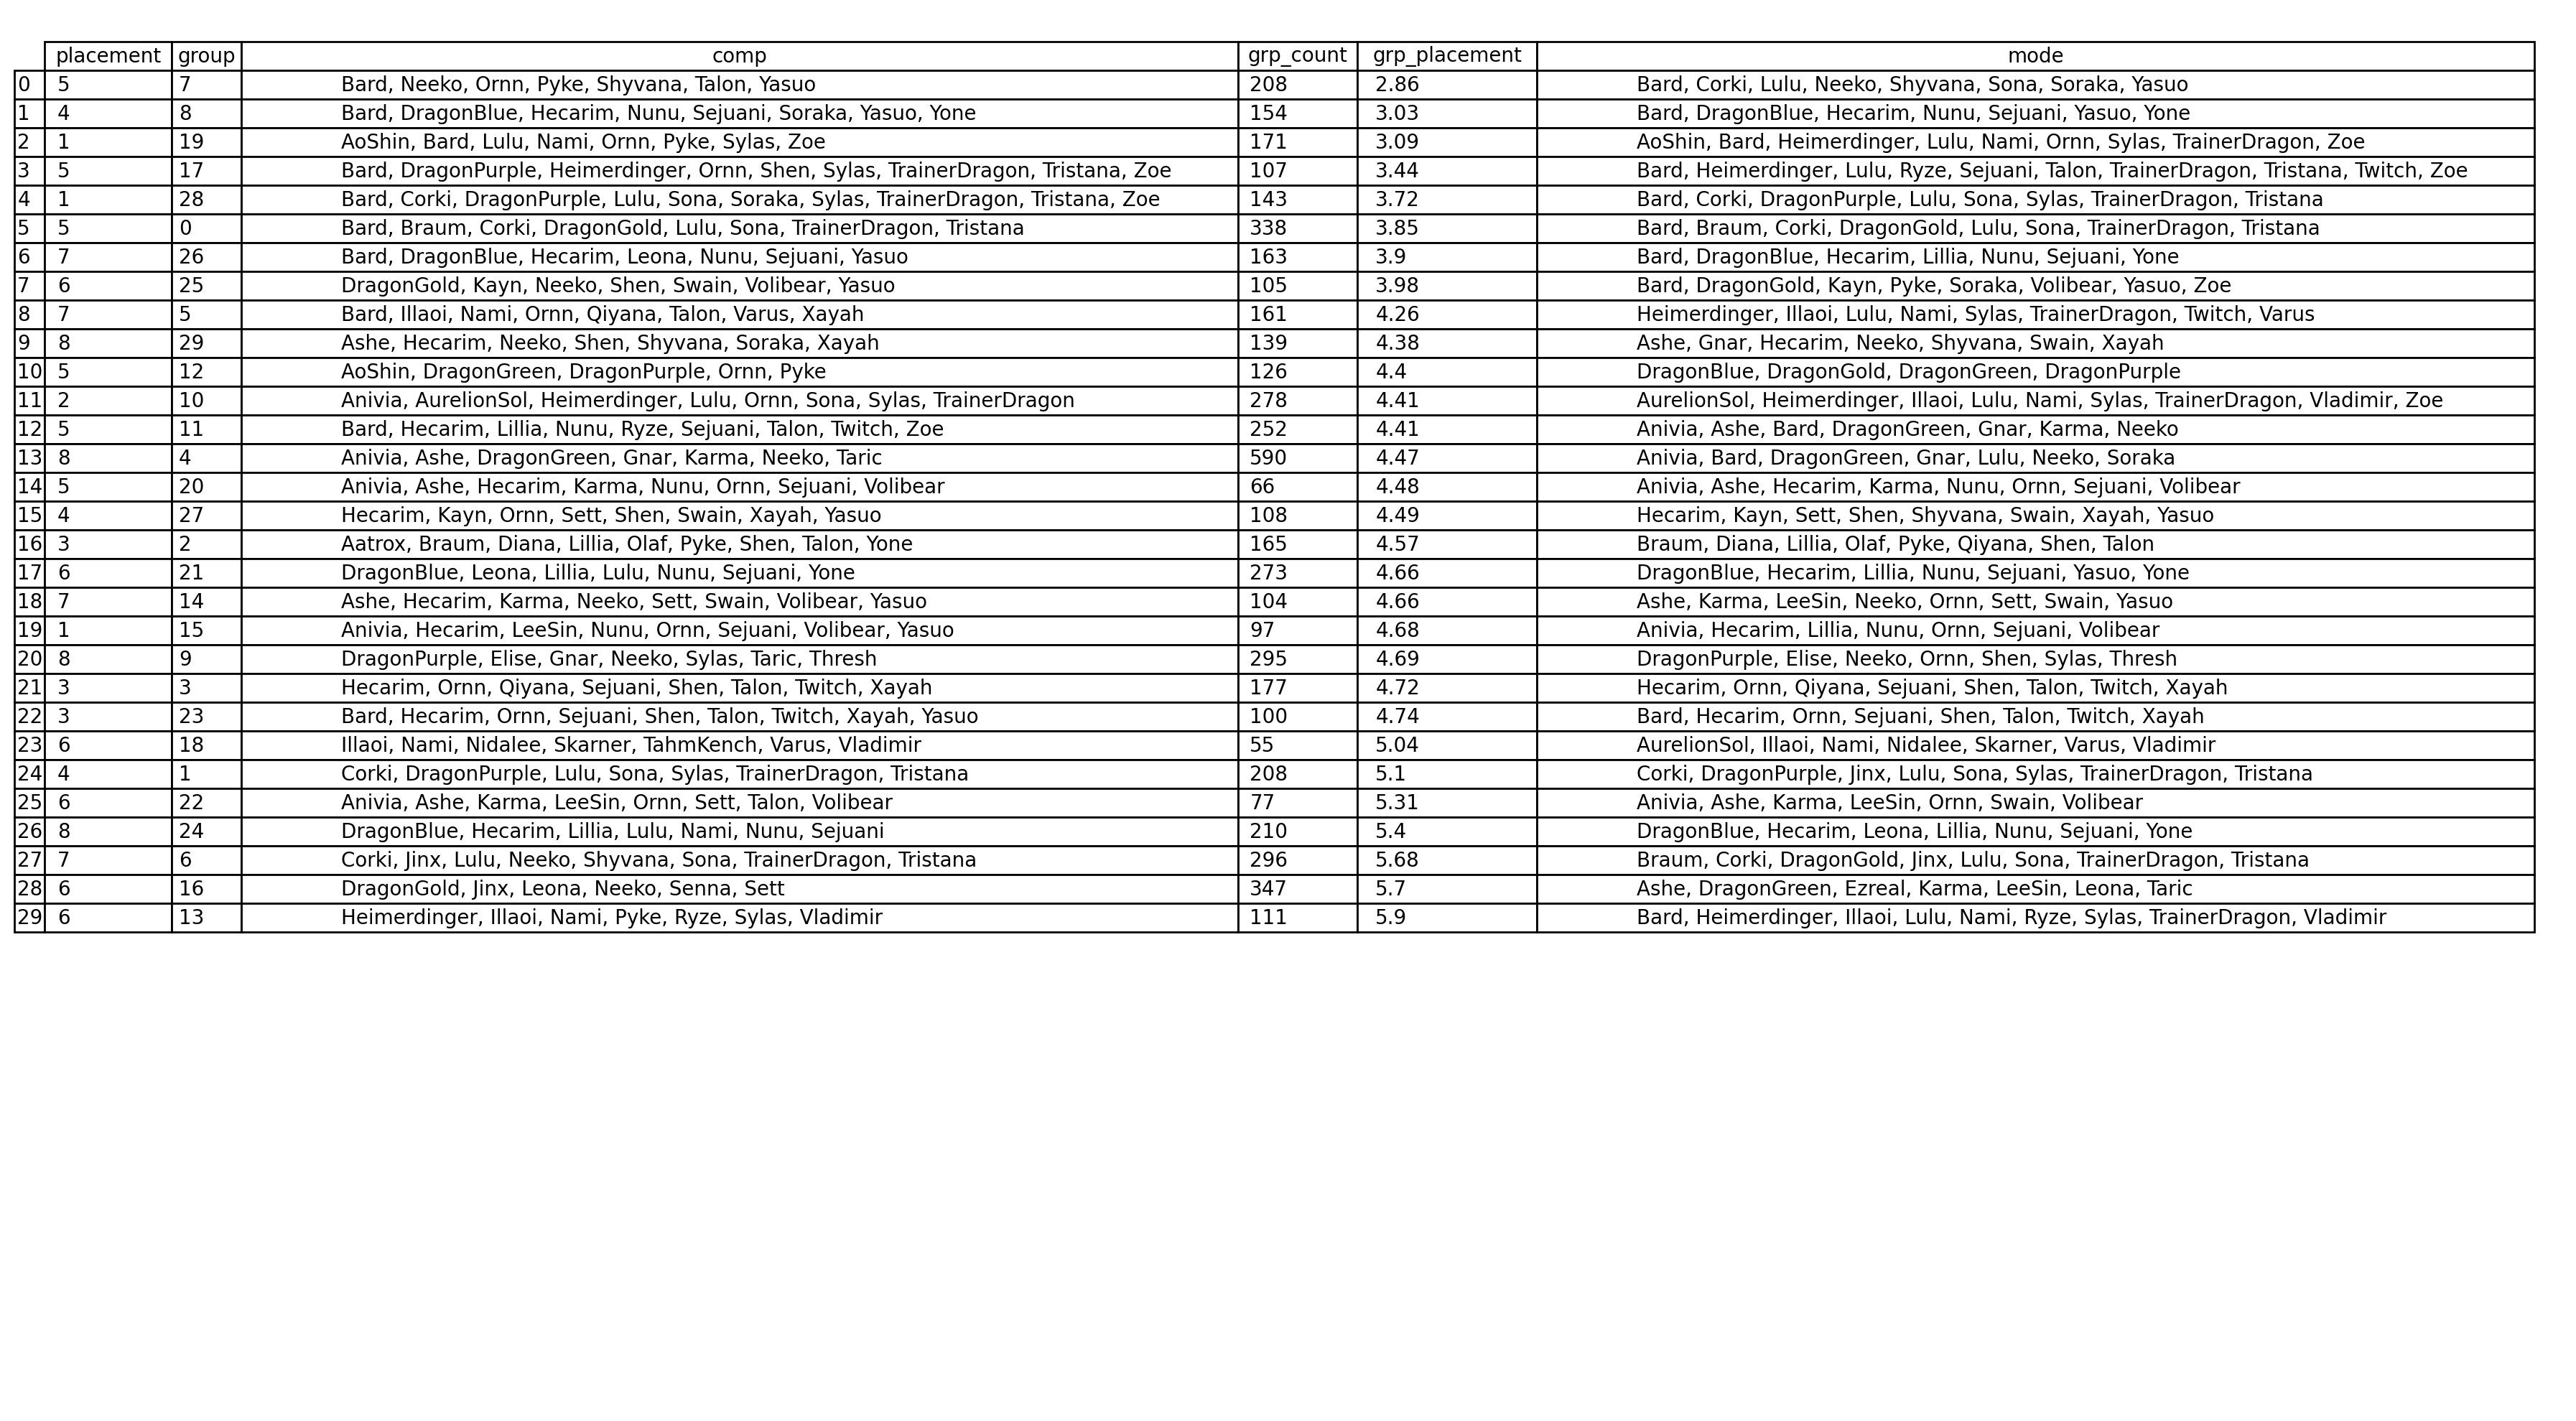 placement group comp grp_count grp_placement mode
0 5 7 Bard, Neeko, Ornn, Pyke, Shyvana, Talon, Yasuo 208 2.86 Bard, Corki, Lulu, Neeko, Shyvana, Sona, Soraka, Yasuo
1 4 8 Bard, DragonBlue, Hecarim, Nunu, Sejuani, Soraka, Yasuo, Yone 154 3.03 Bard, DragonBlue, Hecarim, Nunu, Sejuani, Yasuo, Yone
2 1 19 AoShin, Bard, Lulu, Nami, Ornn, Pyke, Sylas, Zoe 171 3.09 AoShin, Bard, Heimerdinger, Lulu, Nami, Ornn, Sylas, TrainerDragon, Zoe
3 5 17 Bard, DragonPurple, Heimerdinger, Ornn, Shen, Sylas, TrainerDragon, Tristana, Zoe 107 3.44 Bard, Heimerdinger, Lulu, Ryze, Sejuani, Talon, TrainerDragon, Tristana, Twitch, Zoe
4 1 28 Bard, Corki, DragonPurple, Lulu, Sona, Soraka, Sylas, TrainerDragon, Tristana, Zoe 143 3.72 Bard, Corki, DragonPurple, Lulu, Sona, Sylas, TrainerDragon, Tristana
5 5 0 Bard, Braum, Corki, DragonGold, Lulu, Sona, TrainerDragon, Tristana 338 3.85 Bard, Braum, Corki, DragonGold, Lulu, Sona, TrainerDragon, Tristana
6 7 26 Bard, DragonBlue, Hecarim, Leona, Nunu, Sejuani, Yasuo 163 3.9 Bard, DragonBlue, Hecarim, Lillia, Nunu, Sejuani, Yone
7 6 25 DragonGold, Kayn, Neeko, Shen, Swain, Volibear, Yasuo 105 3.98 Bard, DragonGold, Kayn, Pyke, Soraka, Volibear, Yasuo, Zoe
8 7 5 Bard, Illaoi, Nami, Ornn, Qiyana, Talon, Varus, Xayah 161 4.26 Heimerdinger, Illaoi, Lulu, Nami, Sylas, TrainerDragon, Twitch, Varus
9 8 29 Ashe, Hecarim, Neeko, Shen, Shyvana, Soraka, Xayah 139 4.38 Ashe, Gnar, Hecarim, Neeko, Shyvana, Swain, Xayah
10 5 12 AoShin, DragonGreen, DragonPurple, Ornn, Pyke 126 4.4 DragonBlue, DragonGold, DragonGreen, DragonPurple
11 2 10 Anivia, AurelionSol, Heimerdinger, Lulu, Ornn, Sona, Sylas, TrainerDragon 278 4.41 AurelionSol, Heimerdinger, Illaoi, Lulu, Nami, Sylas, TrainerDragon, Vladimir, Zoe
12 5 11 Bard, Hecarim, Lillia, Nunu, Ryze, Sejuani, Talon, Twitch, Zoe 252 4.41 Anivia, Ashe, Bard, DragonGreen, Gnar, Karma, Neeko
13 8 4 Anivia, Ashe, DragonGreen, Gnar, Karma, Neeko, Taric 590 4.47 Anivia, Bard, DragonGreen, Gnar, Lulu, Neeko, Soraka
14 5 20 Anivia, Ashe, Hecarim, Karma, Nunu, Ornn, Sejuani, Volibear 66 4.48 Anivia, Ashe, Hecarim, Karma, Nunu, Ornn, Sejuani, Volibear
15 4 27 Hecarim, Kayn, Ornn, Sett, Shen, Swain, Xayah, Yasuo 108 4.49 Hecarim, Kayn, Sett, Shen, Shyvana, Swain, Xayah, Yasuo
16 3 2 Aatrox, Braum, Diana, Lillia, Olaf, Pyke, Shen, Talon, Yone 165 4.57 Braum, Diana, Lillia, Olaf, Pyke, Qiyana, Shen, Talon
17 6 21 DragonBlue, Leona, Lillia, Lulu, Nunu, Sejuani, Yone 273 4.66 DragonBlue, Hecarim, Lillia, Nunu, Sejuani, Yasuo, Yone
18 7 14 Ashe, Hecarim, Karma, Neeko, Sett, Swain, Volibear, Yasuo 104 4.66 Ashe, Karma, LeeSin, Neeko, Ornn, Sett, Swain, Yasuo
19 1 15 Anivia, Hecarim, LeeSin, Nunu, Ornn, Sejuani, Volibear, Yasuo 97 4.68 Anivia, Hecarim, Lillia, Nunu, Ornn, Sejuani, Volibear
20 8 9 DragonPurple, Elise, Gnar, Neeko, Sylas, Taric, Thresh 295 4.69 DragonPurple, Elise, Neeko, Ornn, Shen, Sylas, Thresh
21 3 3 Hecarim, Ornn, Qiyana, Sejuani, Shen, Talon, Twitch, Xayah 177 4.72 Hecarim, Ornn, Qiyana, Sejuani, Shen, Talon, Twitch, Xayah
22 3 23 Bard, Hecarim, Ornn, Sejuani, Shen, Talon, Twitch, Xayah, Yasuo 100 4.74 Bard, Hecarim, Ornn, Sejuani, Shen, Talon, Twitch, Xayah
23 6 18 Illaoi, Nami, Nidalee, Skarner, TahmKench, Varus, Vladimir 55 5.04 AurelionSol, Illaoi, Nami, Nidalee, Skarner, Varus, Vladimir
24 4 1 Corki, DragonPurple, Lulu, Sona, Sylas, TrainerDragon, Tristana 208 5.1 Corki, DragonPurple, Jinx, Lulu, Sona, Sylas, TrainerDragon, Tristana
25 6 22 Anivia, Ashe, Karma, LeeSin, Ornn, Sett, Talon, Volibear 77 5.31 Anivia, Ashe, Karma, LeeSin, Ornn, Swain, Volibear
26 8 24 DragonBlue, Hecarim, Lillia, Lulu, Nami, Nunu, Sejuani 210 5.4 DragonBlue, Hecarim, Leona, Lillia, Nunu, Sejuani, Yone
27 7 6 Corki, Jinx, Lulu, Neeko, Shyvana, Sona, TrainerDragon, Tristana 296 5.68 Braum, Corki, DragonGold, Jinx, Lulu, Sona, TrainerDragon, Tristana
28 6 16 DragonGold, Jinx, Leona, Neeko, Senna, Sett 347 5.7 Ashe, DragonGreen, Ezreal, Karma, LeeSin, Leona, Taric
29 6 13 Heimerdinger, Illaoi, Nami, Pyke, Ryze, Sylas, Vladimir 111 5.9 Bard, Heimerdinger, Illaoi, Lulu, Nami, Ryze, Sylas, TrainerDragon, Vladimir